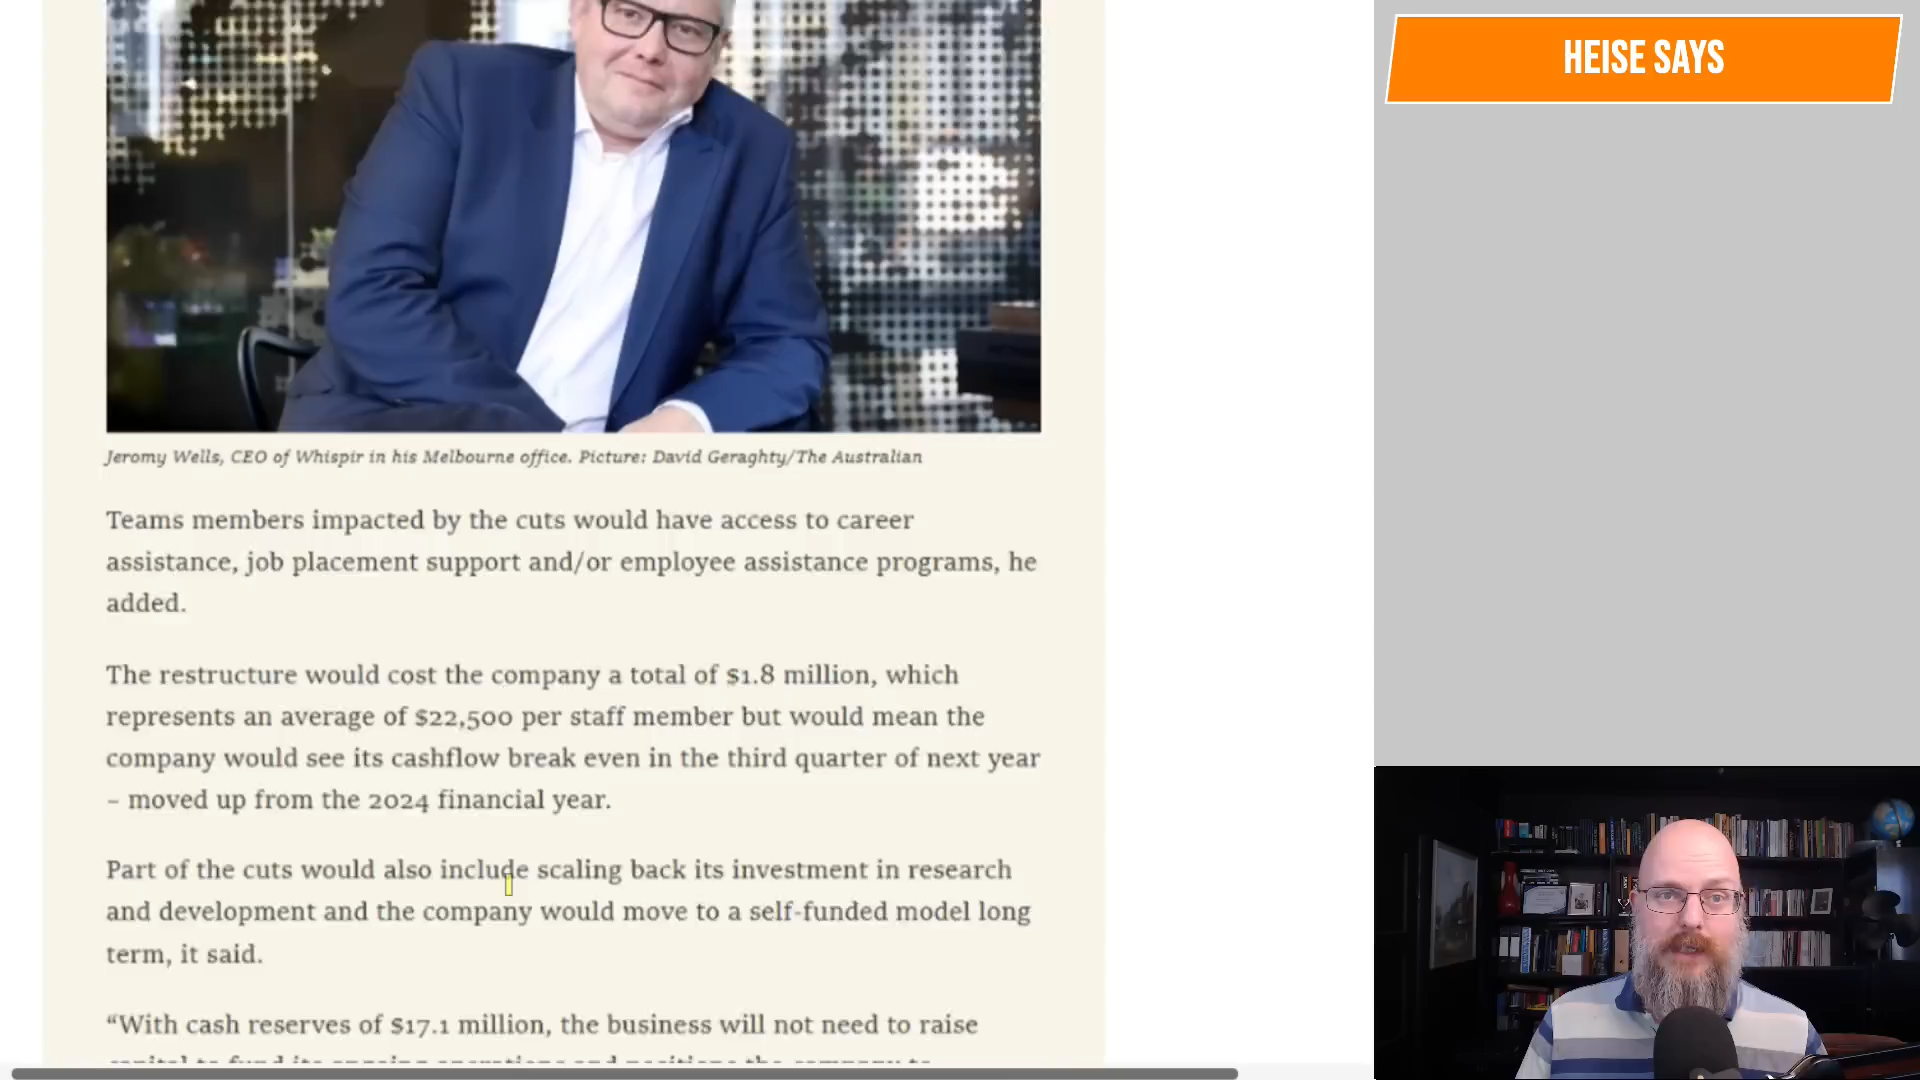 HEISE SAYS
Jeromy Wells, CEO of Whispir in his Melbourne office. Picture: David Geraghty/The Australian
Teams members impacted by the cuts would have access to career
assistance, job placement support and/or employee assistance programs, he
added.
The restructure would cost the company a total of $1.8 million, which
represents an average of $22,500 per staff member but would mean the
company would see its cashflow break even in the third quarter of next year
– moved up from the 2024 financial year.
Part of the cuts would also include scaling back its investment in research
and development and the company would move to a self-funded model long
term, it said.
“With cash reserves of $17.1 million, the business will not need to raise